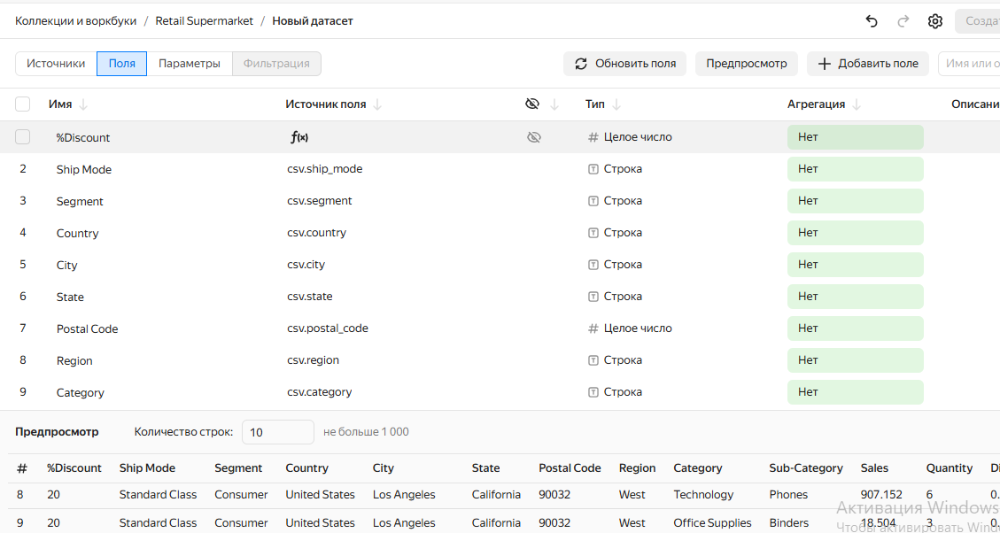 Коллекции и воркбуки / Retail Supermarket / Новый датасет
Источники Поля Параметры Фильтрация Обновить поля Предпросмотр Добавить поле Имя или
Имя Источник поля Тип Агрегация
%Discount f(x) # Целое число Нет
2 Ship Mode csv.ship_mode Строка Нет
3 Segment csv.segment Строка Нет
4 Country csv.country Строка Нет
5 City csv.city Строка Нет
6 State csv.state Строка Нет
7 Postal Code csv.postal_code # Целое число Нет
8 Region csv.region Строка Нет
9 Category csv.category Строка Нет
Предпросмотр Количество строк: 10 не больше 1 000
# %Discount Ship Mode Segment Country City State Postal Code Region Category Sub-Category Sales Quantity
8 20 Standard Class Consumer United States Los Angeles California 90032 West Technology Phones 907.152 6 0.
Активация Windows
9 20 Standard Class Consumer United States Los Angeles California 90032 West Office Supplies Binders 18.504 3 0.
Чтобы активировать